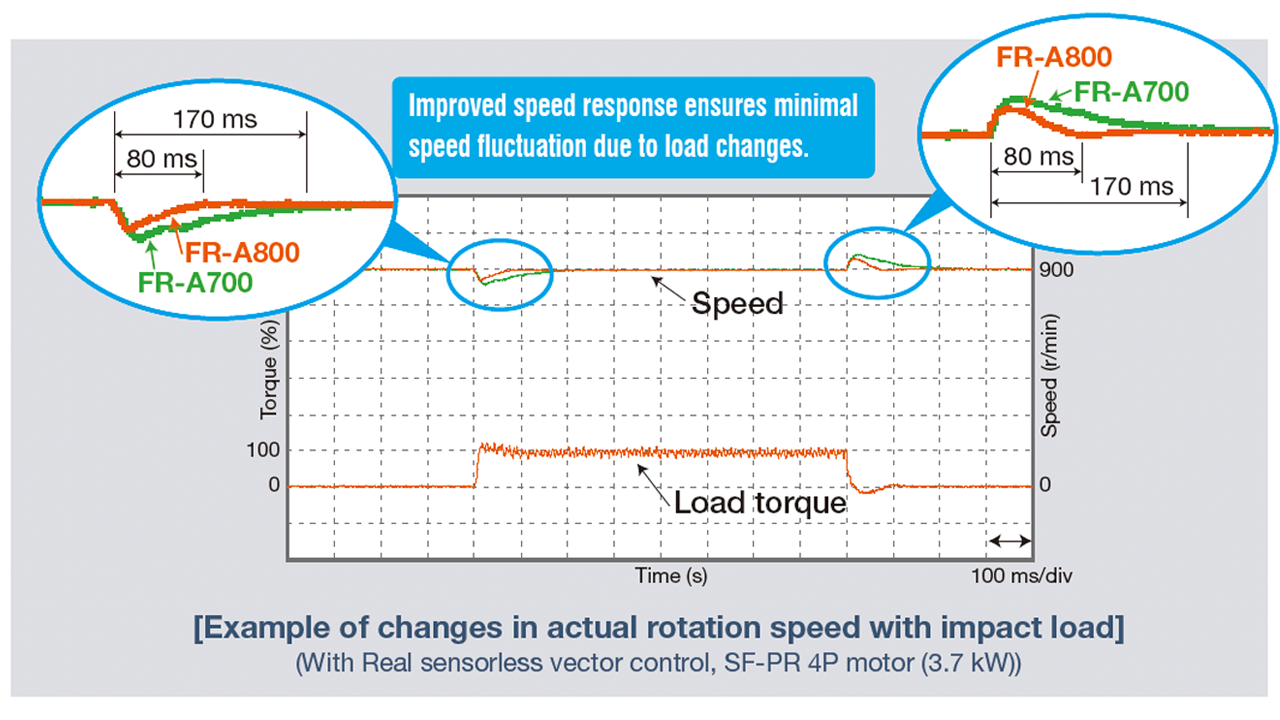 170 ms
80 ms
FR-A800
FR-A700
Improved speed response ensures minimal
speed fluctuation due to load changes.
FR-A800
FR-A700
80 ms
170 ms
900
Speed
Torque (%)
Speed (r/min)
100
0
0
Load torque
Time (s)
100 ms/div
[Example of changes in actual rotation speed with impact load]
(With Real sensorless vector control, SF-PR 4P motor (3.7 kW))